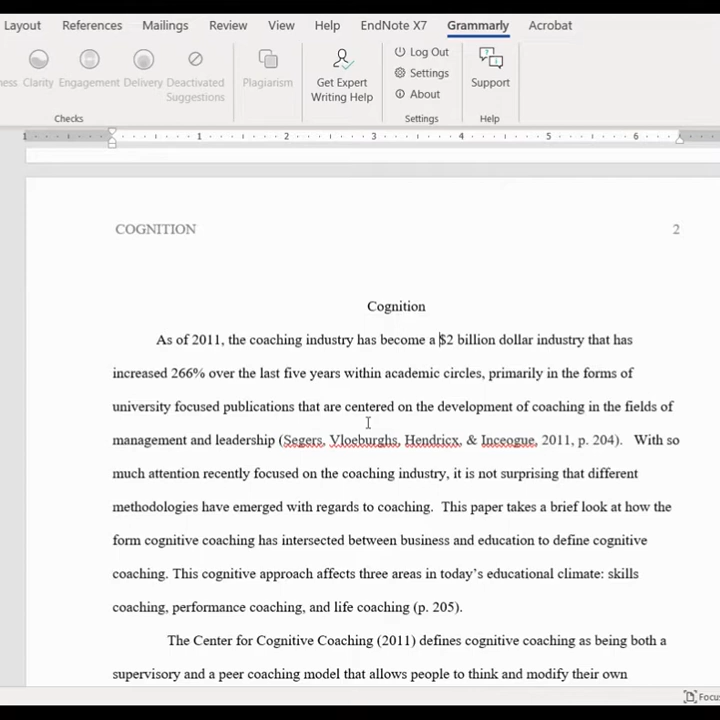 Layout References Mailings Review View Help EndNote X7 Grammarly Acrobat
Clarity Engagement Delivery Deactivated Suggestions Plagiarism Get Expert Writing Help Log Out Support
Settings
About
Checks Settings Help
1 1 2 3 4 5 6
COGNITION 2
Cognition
As of 2011, the coaching industry has become a $2 billion dollar industry that has
increased 266% over the last five years within academic circles, primarily in the forms of
university focused publications that are centered on the development of coaching in the fields of
management and leadership (Segers, Vloeburghs, Hendricx, & Inceogue, 2011, p. 204).   With so
much attention recently focused on the coaching industry, it is not surprising that different
methodologies have emerged with regards to coaching.  This paper takes a brief look at how the
form cognitive coaching has intersected between business and education to define cognitive
coaching. This cognitive approach affects three areas in today's educational climate: skills
coaching, performance coaching, and life coaching (p. 205).
The Center for Cognitive Coaching (2011) defines cognitive coaching as being both a
supervisory and a peer coaching model that allows people to think and modify their own